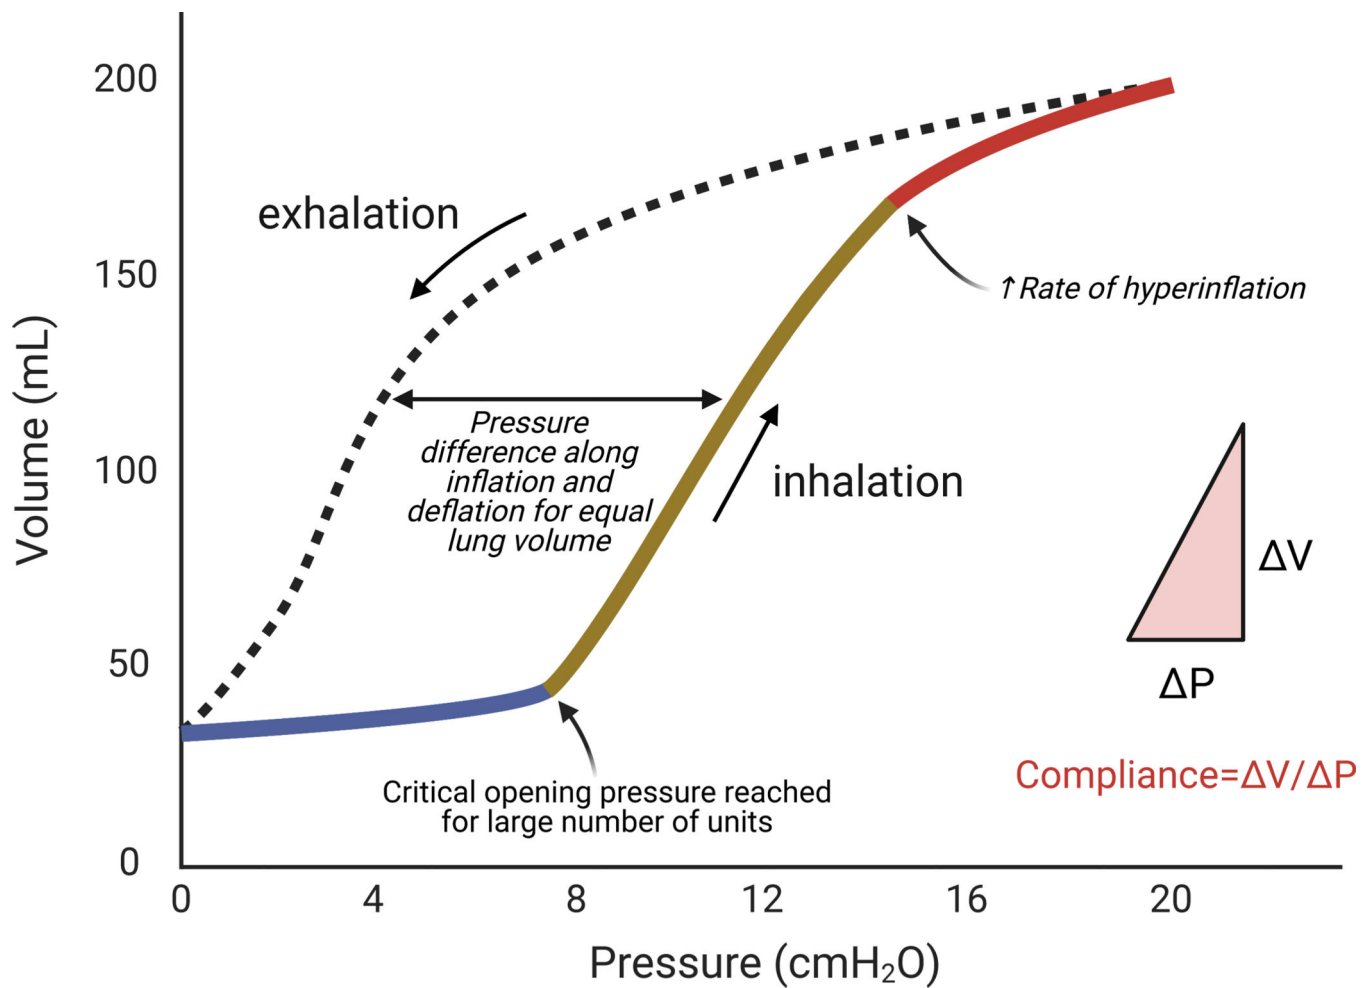 200
150
100
50
0
Volume (mL)
exhalation
↑Rate of hyperinflation
Pressure
difference along
inflation and
deflation for equal
lung volume
inhalation
ΔV
ΔP
Compliance=ΔV/ΔP
Critical opening pressure reached
for large number of units
0 4 8 12 16 20
Pressure (cmH₂O)